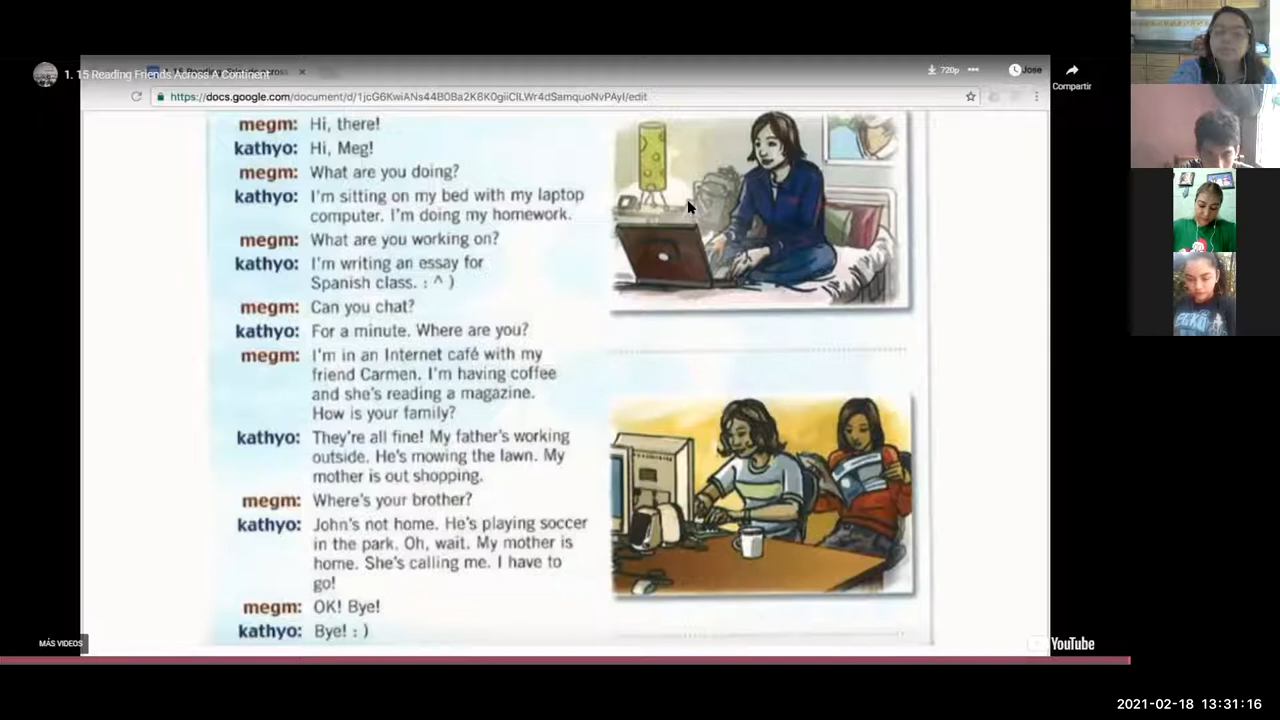 1. 15 Reading Friends Across A Continent
720p
Jose
Compartir
https://docs.google.com/document/d/1jcG6KwiANs44B0Ba2K8K0giiCILWr4dSamquoNvPAyI/edit
megm: Hi, there!
kathyo: Hi, Meg!
megm: What are you doing?
kathyo: I'm sitting on my bed with my laptop
computer. I'm doing my homework.
megm: What are you working on?
kathyo: I'm writing an essay for
Spanish class. : ^ )
megm: Can you chat?
kathyo: For a minute. Where are you?
megm: I'm in an Internet café with my
friend Carmen. I'm having coffee
and she's reading a magazine.
How is your family?
kathyo: They're all fine! My father's working
outside. He's mowing the lawn. My
mother is out shopping.
megm: Where's your brother?
kathyo: John's not home. He's playing soccer
in the park. Oh, wait. My mother is
home. She's calling me. I have to
go!
megm: OK! Bye!
kathyo: Bye! : )
MÁS VIDEOS
YouTube
2021-02-18 13:31:16